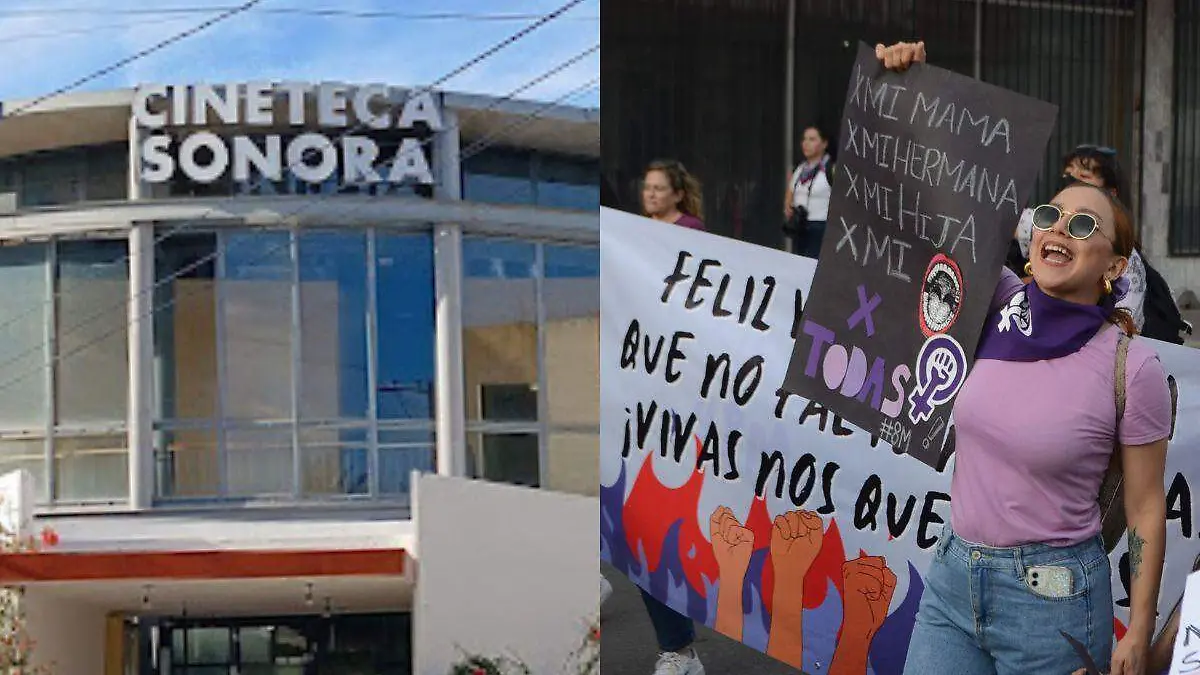 CINETECA
SONORA
XMI MAMA
XMIHERMANA
XMI HIJA
XMI
X
TODAS
#8M
FELIZ
QUE NO
¡VIVAS NOS QUE